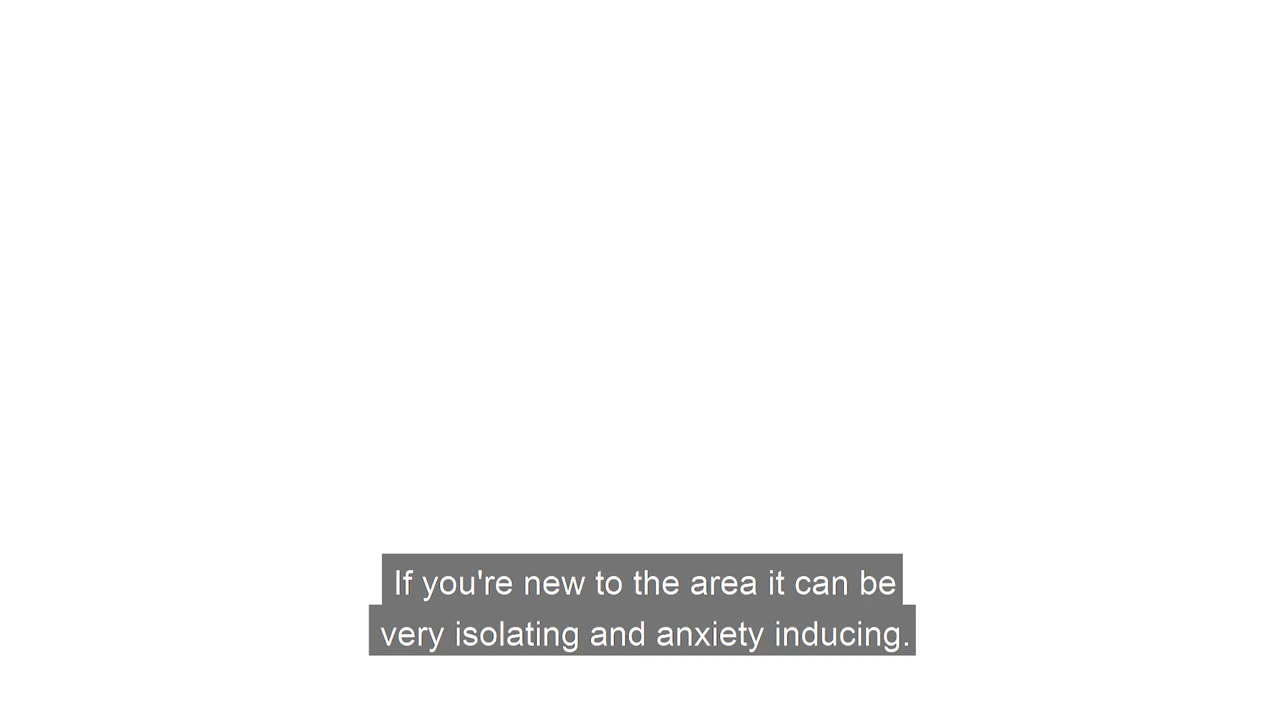 If you're new to the area it can be
very isolating and anxiety inducing.